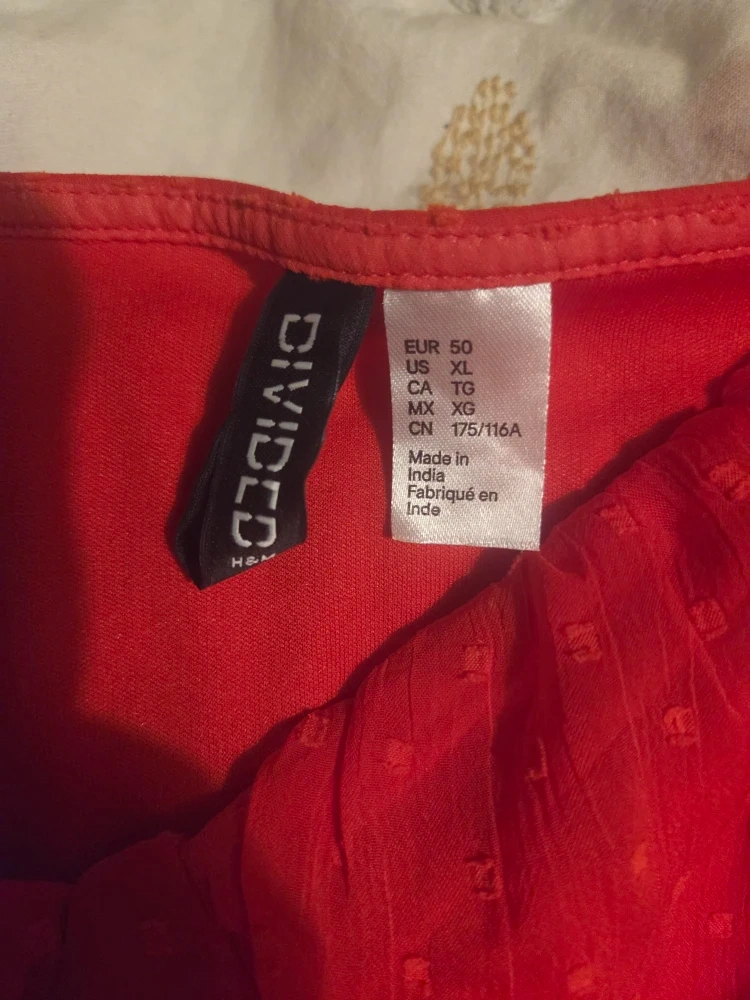 DIVIDED
H&M
EUR 50
US XL
CA TG
MX XG
CN 175/116A
Made in
India
Fabriqué en
Inde